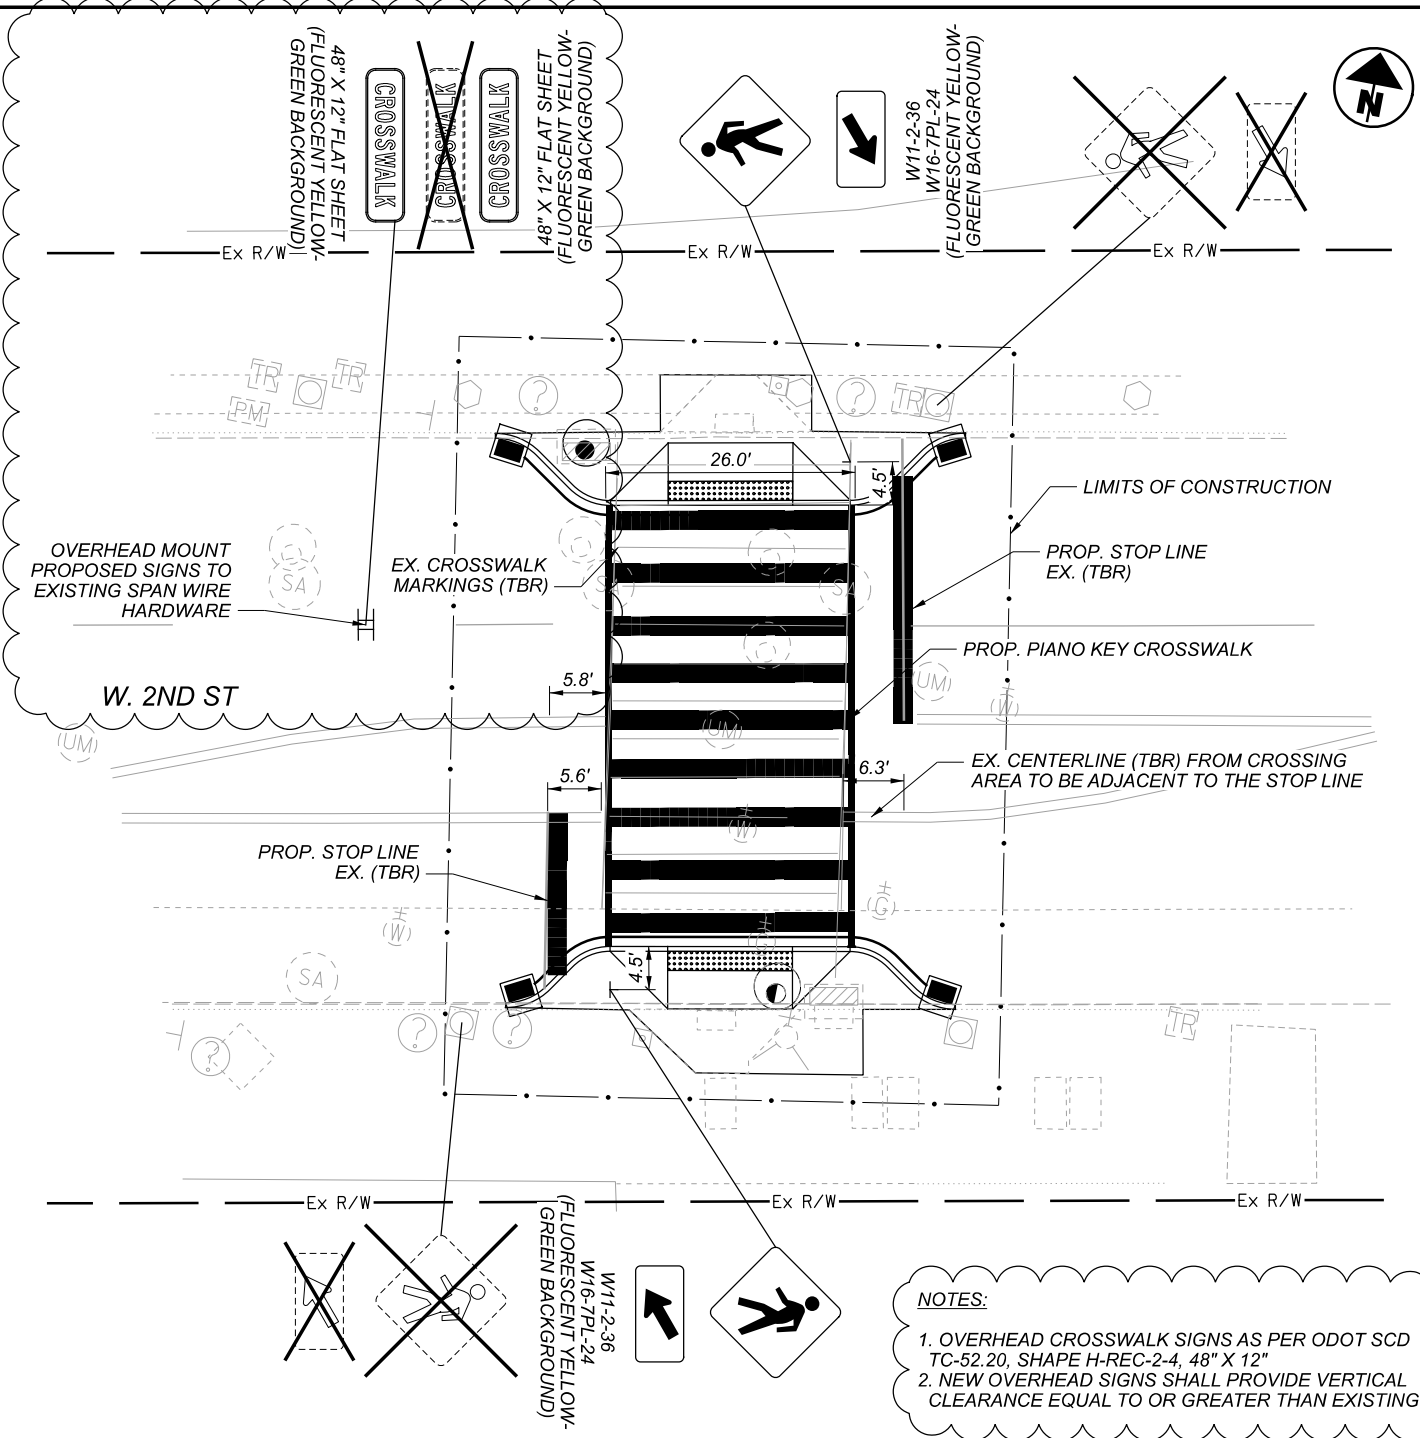 48" X 12" FLAT SHEET
(FLUORESCENT YELLOW-
GREEN BACKGROUND)
CROSSWALK
CROSSWALK
CROSSWALK
48" X 12" FLAT SHEET
(FLUORESCENT YELLOW-
GREEN BACKGROUND)
W11-2-36
W16-7PL-24
(FLUORESCENT YELLOW-
GREEN BACKGROUND)
N
Ex R/W
Ex R/W
Ex R/W
TR
TR
PM
?
?
TR
26.0'
4.5'
LIMITS OF CONSTRUCTION
PROP. STOP LINE
EX. (TBR)
OVERHEAD MOUNT
PROPOSED SIGNS TO
EXISTING SPAN WIRE
HARDWARE
SA
EX. CROSSWALK
MARKINGS (TBR)
SA
SA
PROP. PIANO KEY CROSSWALK
W. 2ND ST
5.8'
UM
W
UM
UM
EX. CENTERLINE (TBR) FROM CROSSING
AREA TO BE ADJACENT TO THE STOP LINE
6.3'
5.6'
W
PROP. STOP LINE
EX. (TBR)
W
G
SA
4.5'
?
?
?
TR
Ex R/W
Ex R/W
Ex R/W
W11-2-36
W16-7PL-24
(FLUORESCENT YELLOW-
GREEN BACKGROUND)
NOTES:
1. OVERHEAD CROSSWALK SIGNS AS PER ODOT SCD
TC-52.20, SHAPE H-REC-2-4, 48" X 12"
2. NEW OVERHEAD SIGNS SHALL PROVIDE VERTICAL
CLEARANCE EQUAL TO OR GREATER THAN EXISTING